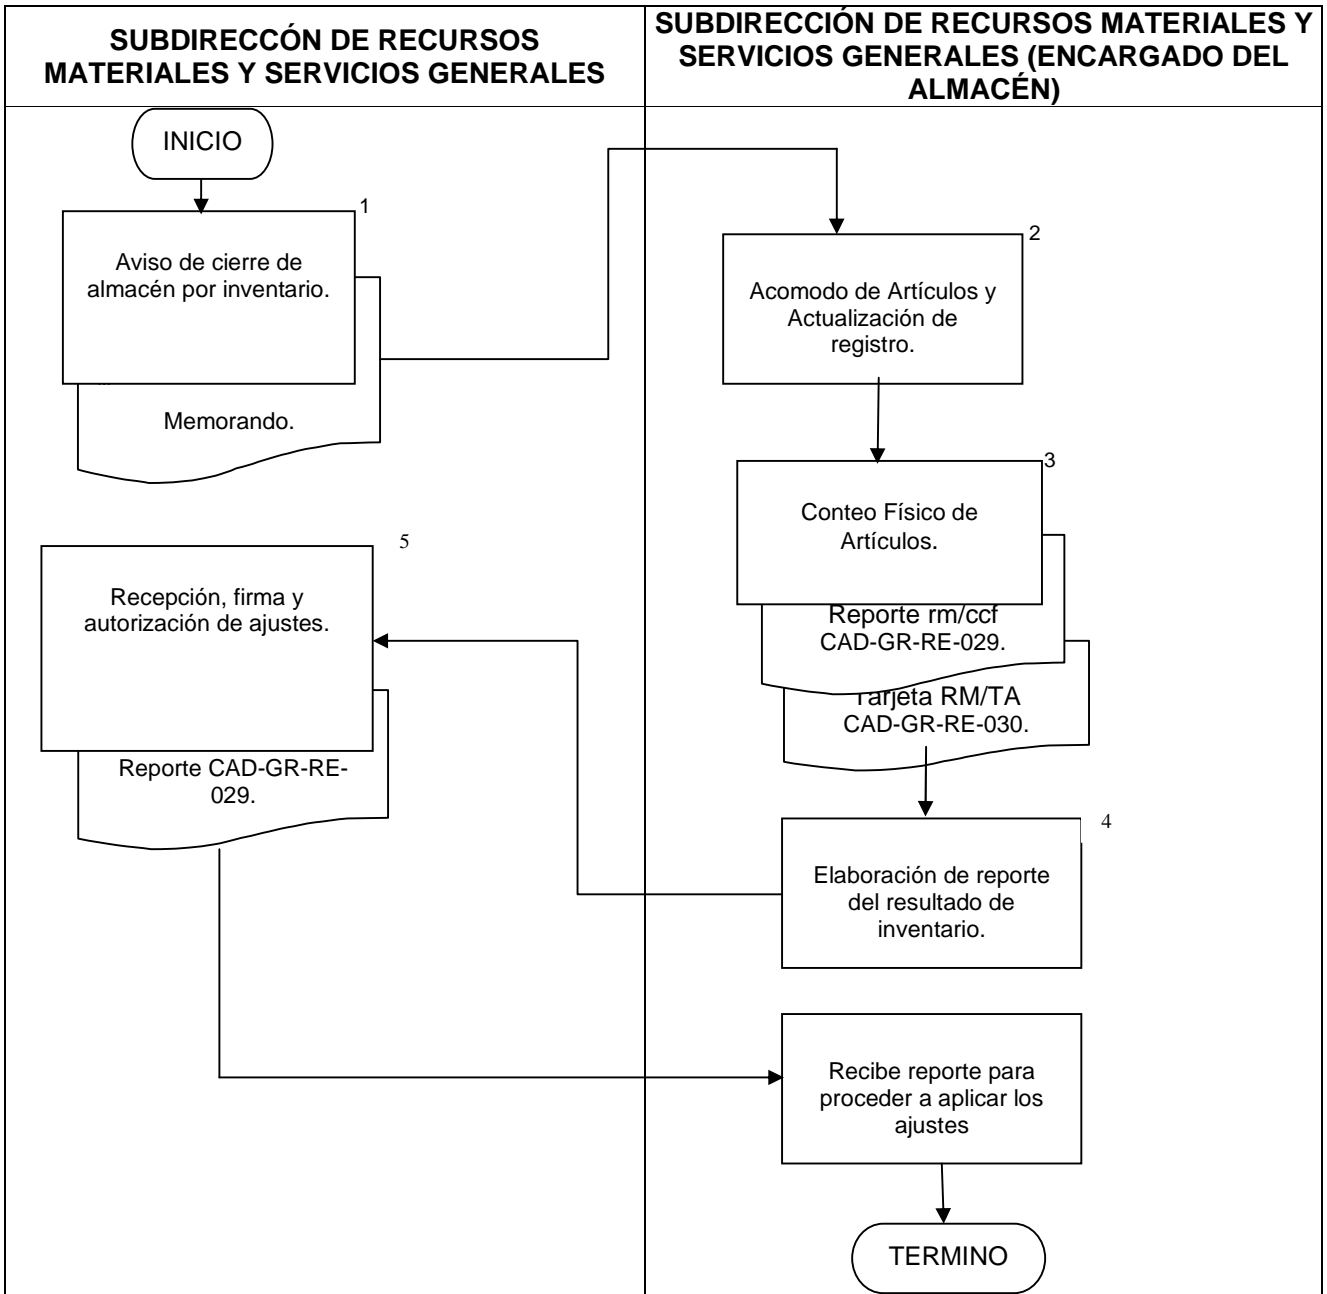 SUBDIRECCÓN DE RECURSOS
MATERIALES Y SERVICIOS GENERALES
SUBDIRECCIÓN DE RECURSOS MATERIALES Y
SERVICIOS GENERALES (ENCARGADO DEL
ALMACÉN)
INICIO
1
Aviso de cierre de
almacén por inventario.
Memorando.
2
Acomodo de Artículos y
Actualización de
registro.
3
Conteo Físico de
Artículos.
Reporte rm/ccf
CAD-GR-RE-029.
Tarjeta RM/TA
CAD-GR-RE-030.
4
Elaboración de reporte
del resultado de
inventario.
5
Recepción, firma y
autorización de ajustes.
Reporte CAD-GR-RE-
029.
Recibe reporte para
proceder a aplicar los
ajustes
TERMINO